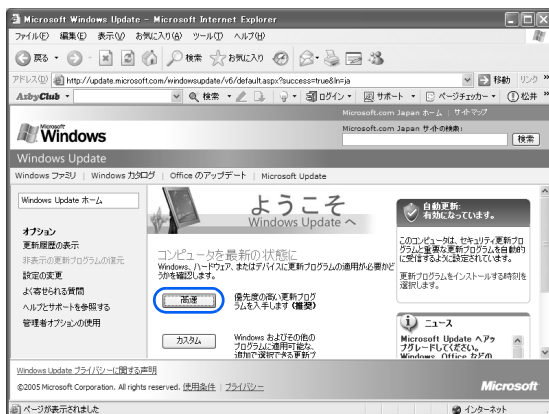 Microsoft Windows Update - Microsoft Internet Explorer
ファイル(F) 編集(E) 表示(V) お気に入り(A) ツール(T) ヘルプ(H)
戻る 検索 お気に入り
アドレス(D) http://update.microsoft.com/windowsupdate/v6/default.aspx?success=true&ln=ja 移動 リンク »
AzbyClub 検索 ログイン サポート ページチェッカー 松井 »
Microsoft.com Japan ホーム | サイトマップ
Microsoft Windows
Microsoft.com Japan サイトの検索:
検索
Windows Update
Windows ファミリ | Windows カタログ | Office のアップデート | Microsoft Update
Windows Update ホーム
オプション
更新履歴の表示
非表示の更新プログラムの復元
設定の変更
よく寄せられる質問
ヘルプとサポートを参照する
管理者オプションの使用
ようこそ
Windows Update へ
コンピュータを最新の状態に
Windows、ハードウェア、またはデバイスに更新プログラムの適用が必要かど
うかを確認します。
高速
優先度の高い更新プログ
ラムを入手します (推奨)
カスタム
Windows およびその他の
プログラムに適用可能な、
追加で選択できる更新プ
自動更新:
有効になっています。
このコンピュータは、セキュリティ更新プロ
グラムと重要な更新プログラムを自動的
に受信するように設定されています。
更新プログラムをインストールする時刻を
選択します。
ニュース
Microsoft Update へアッ
プグレードしてください。
Windows、Office などの
Windows Update プライバシーに関する声明
©2005 Microsoft Corporation. All rights reserved. 使用条件 | プライバシー
Microsoft
ページが表示されました
インターネット